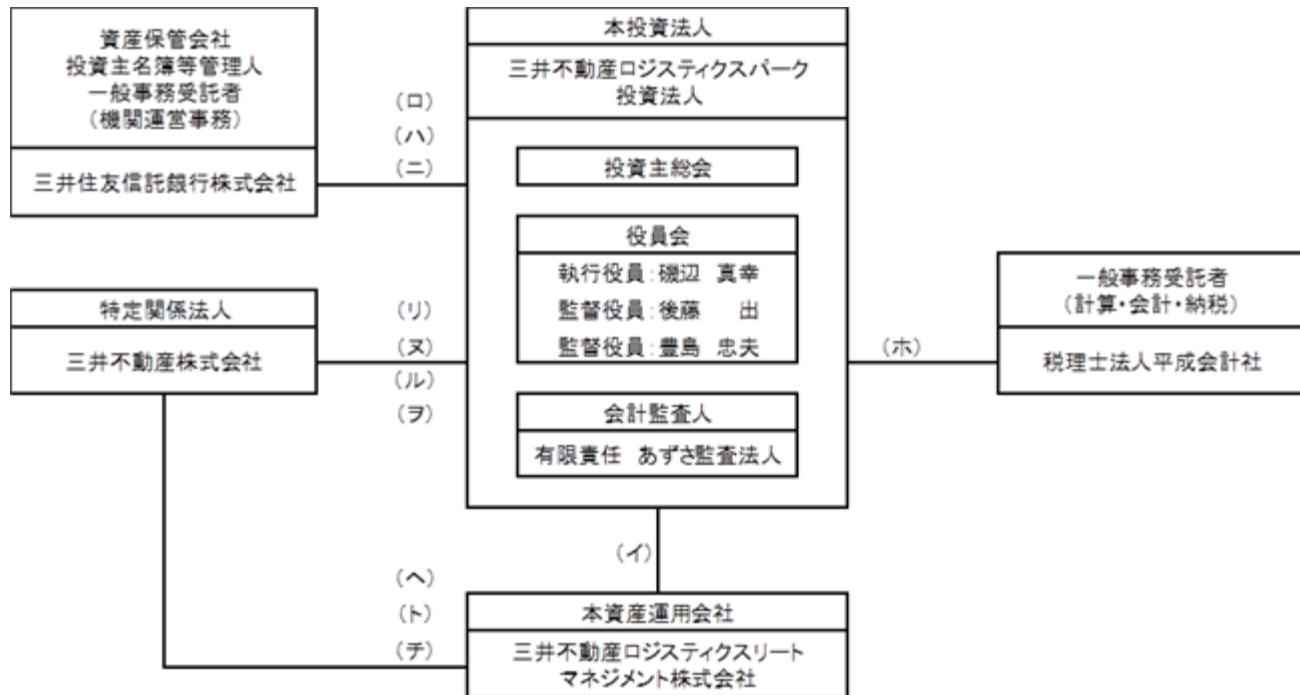 資産保管会社
投資主名簿等管理人
一般事務受託者
（機関運営事務）
三井住友信託銀行株式会社
（ロ）
（ハ）
（ニ）
本投資法人
三井不動産ロジスティクスパーク
投資法人
投資主総会
役員会
執行役員：磯辺　真幸
監督役員：後藤　　出
監督役員：豊島　忠夫
会計監査人
有限責任　あずさ監査法人
特定関係法人
三井不動産株式会社
（リ）
（ヌ）
（ル）
（ヲ）
（ホ）
一般事務受託者
（計算・会計・納税）
税理士法人平成会計社
（イ）
（ヘ）
（ト）
（チ）
本資産運用会社
三井不動産ロジスティクスリート
マネジメント株式会社